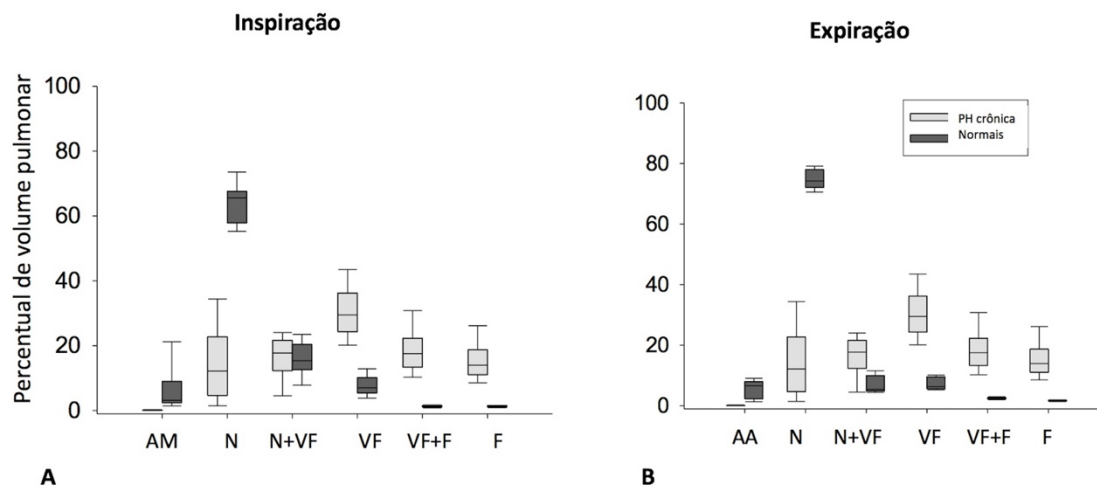 Inspiração
Percentual de volume pulmonar
100
80
60
40
20
0
AM N N+VF VF VF+F F
A
Expiração
PH crônica
Normais
100
80
60
40
20
0
AA N N+VF VF VF+F F
B